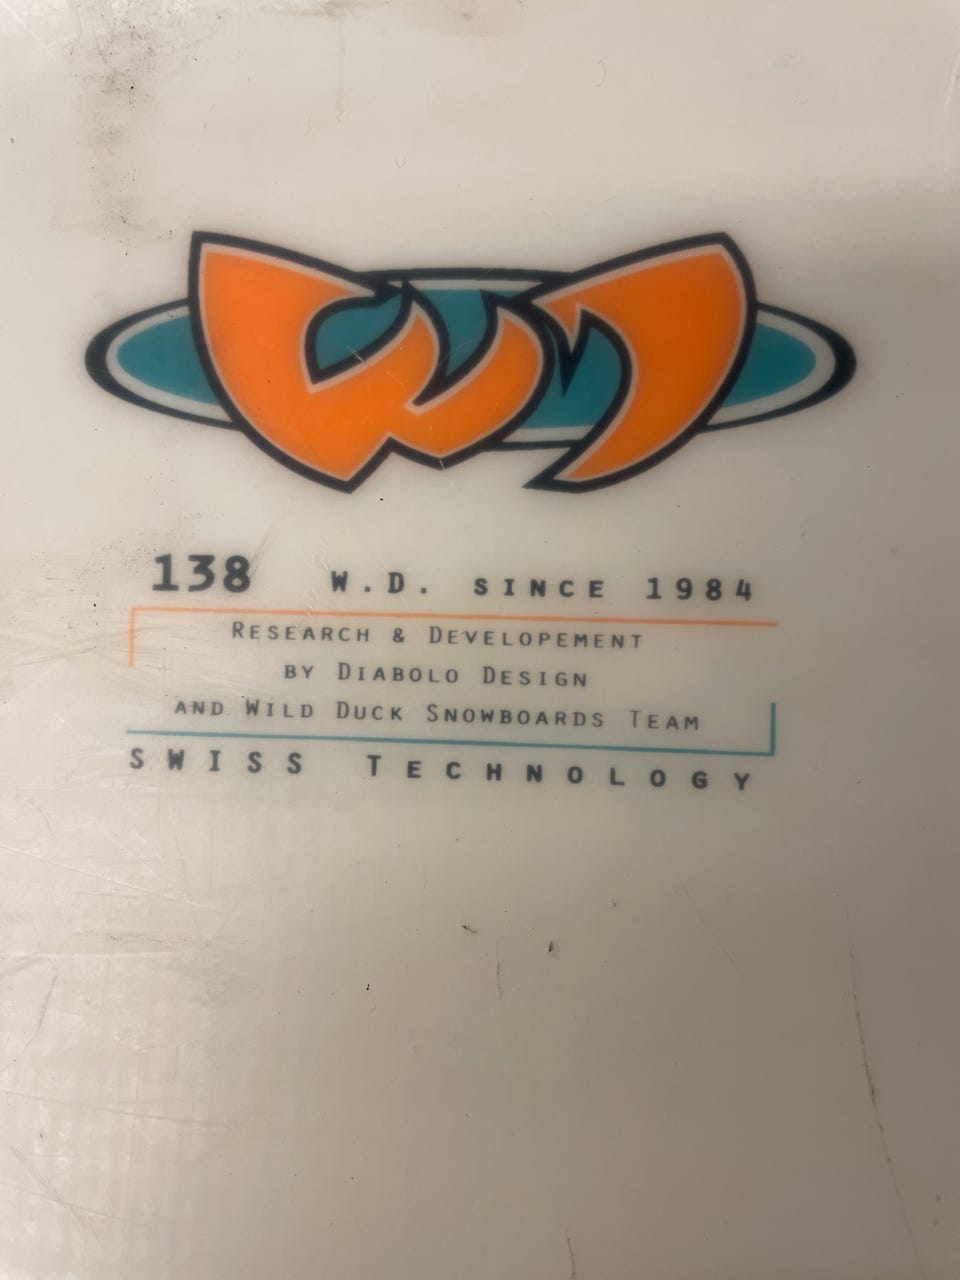 138 W.D. SINCE 1984
RESEARCH & DEVELOPEMENT
BY DIABOLO DESIGN
AND WILD DUCK SNOWBOARDS TEAM
SWISS TECHNOLOGY